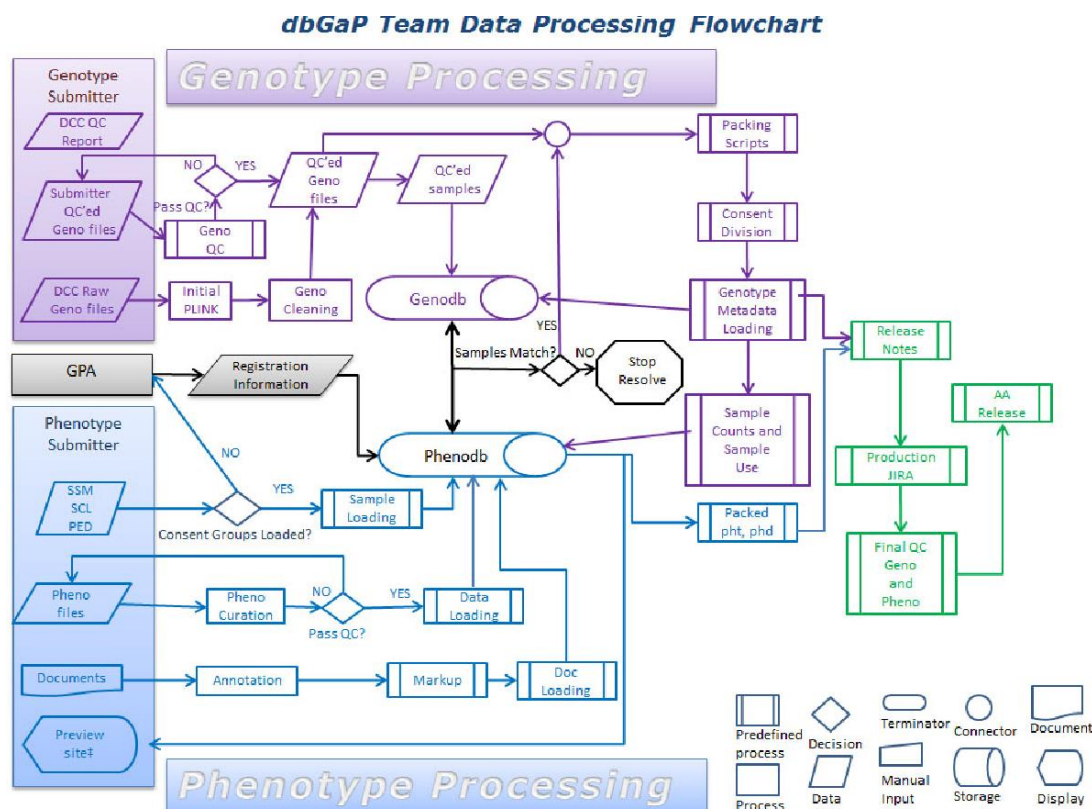 dbGaP Team Data Processing Flowchart
Genotype
Submitter
Genotype Processing
DCC QC
Report
NO
YES
QC'ed
Geno
files
QC'ed
samples
Packing
Scripts
Submitter
QC'ed
Geno files
Pass QC?
Geno
QC
Consent
Division
DCC Raw
Geno files
Initial
PLINK
Geno
Cleaning
Genodb
Genotype
Metadata
Loading
YES
Samples Match?
NO
Stop
Resolve
Release
Notes
GPA
Registration
Information
Phenotype
Submitter
AA
Release
NO
Phenodb
Sample
Counts and
Sample
Use
Production
JIRA
SSM
SCL
PED
YES
Sample
Loading
Consent Groups Loaded?
Packed
pht, phd
Final QC
Geno
and
Pheno
Pheno
files
Pheno
Curation
NO
YES
Pass QC?
Data
Loading
Documents
Annotation
Markup
Doc
Loading
Preview
site‡
Phenotype Processing
Predefined
process
Decision
Terminator
Connector
Document
Process
Data
Manual
Input
Storage
Display